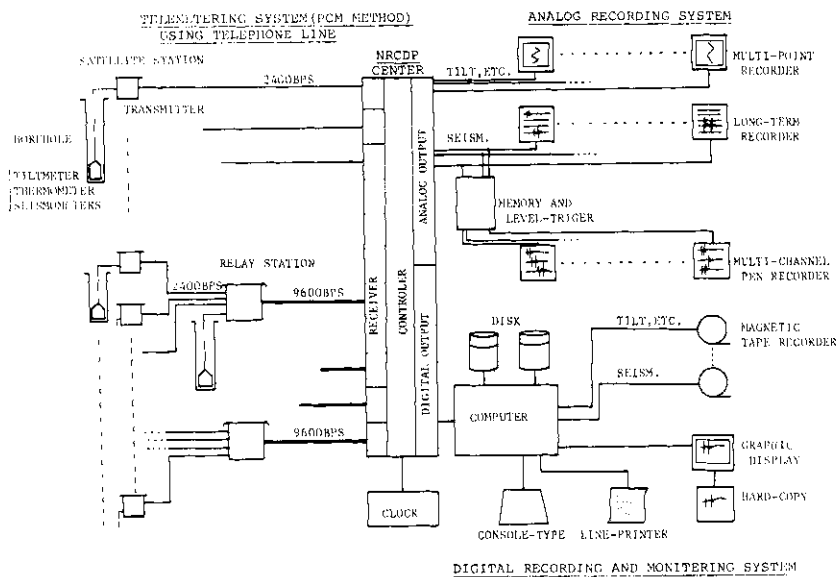 TELEMETERING SYSTEM(PCM METHOD)
USING TELEPHONE LINE
ANALOG RECORDING SYSTEM
SATELLITE STATION
2400BPS
TRANSMITTER
BOREHOLE
TILTMETER
THERMOMETER
SEISMOMETERS
NRCDP
CENTER
TILT,ETC.
MULTI-POINT
RECORDER
SEISM.
LONG-TERM
RECORDER
MEMORY AND
LEVEL-TRIGER
MULTI-CHANNEL
PEN RECORDER
ANALOG OUTPUT
RECEIVER
CONTROLER
DIGITAL OUTPUT
RELAY STATION
2400BPS
9600BPS
9600BPS
DISK
TILT,ETC.
MAGNETIC
TAPE RECORDER
SEISM.
COMPUTER
GRAPHIC
DISPLAY
HARD-COPY
CLOCK
CONSOLE-TYPE
LINE-PRINTER
DIGITAL RECORDING AND MONITERING SYSTEM